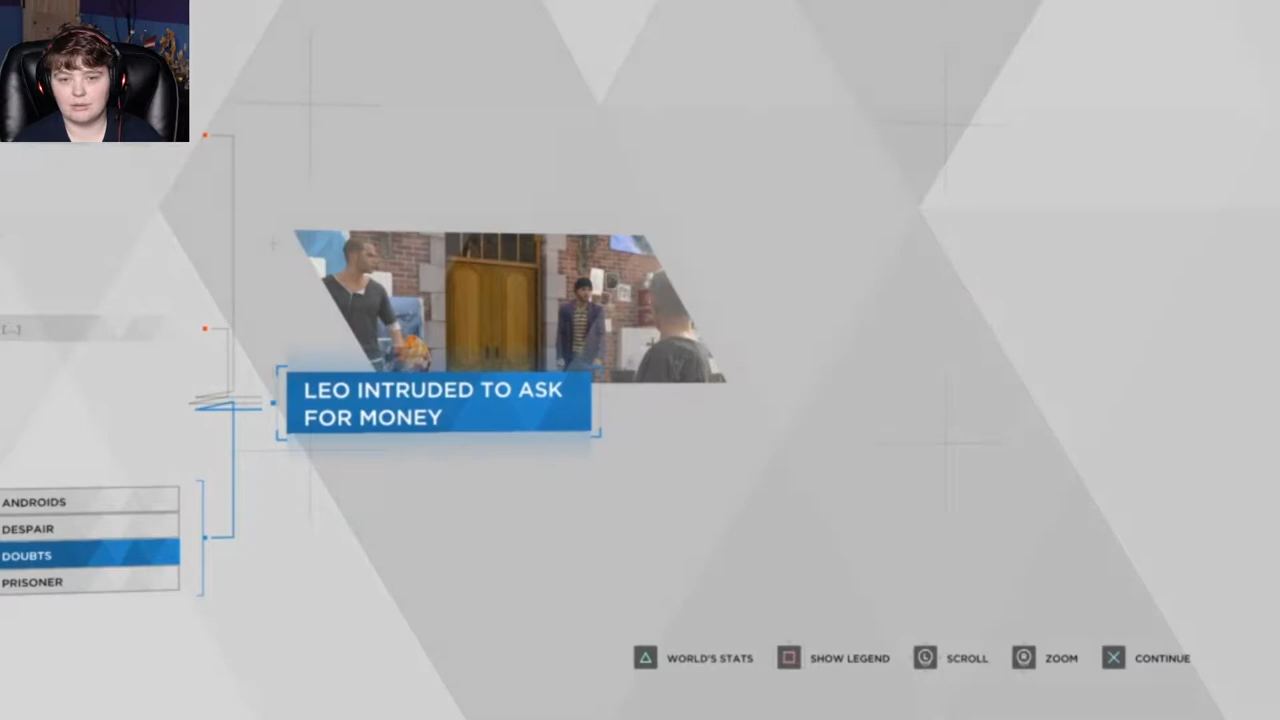 LEO INTRUDED TO ASK
FOR MONEY
[...]
ANDROIDS
DESPAIR
DOUBTS
PRISONER
WORLD'S STATS
SHOW LEGEND
L
SCROLL
R
ZOOM
CONTINUE